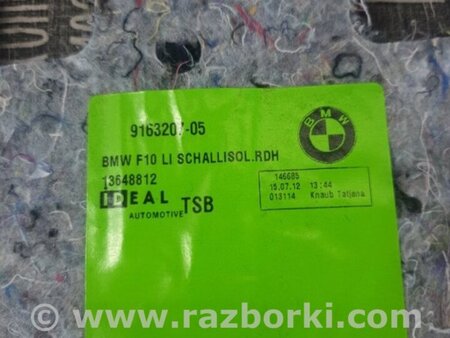 9163207-05
BMW
BMW F10 LI SCHALLISOL.RDH
13648812
146685
15.07.12 13:44
013114 Knaub Tatjana
IDEAL
AUTOMOTIVE TSB
www.razborki.com